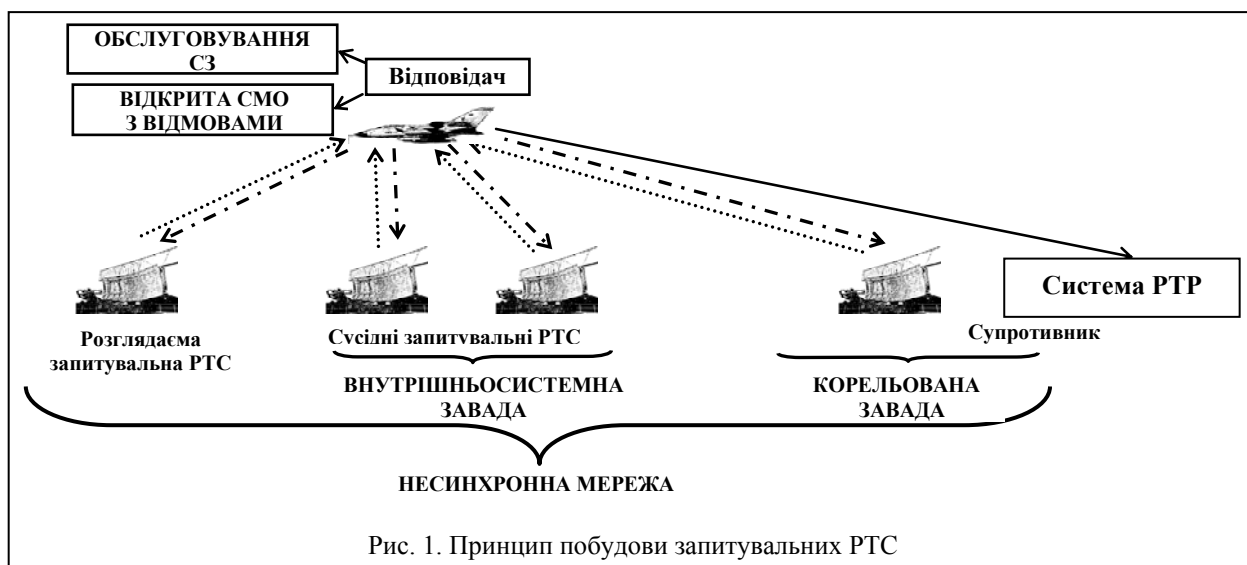 ОБСЛУГОВУВАННЯ
СЗ
Відповідач
ВІДКРИТА СМО
З ВІДМОВАМИ
Система РТР
Розглядаєма
запитувальна РТС
Сусідні запитувальні РТС
Супротивник
ВНУТРІШНЬОСИСТЕМНА
ЗАВАДА
КОРЕЛЬОВАНА
ЗАВАДА
НЕСИНХРОННА МЕРЕЖА
Рис. 1. Принцип побудови запитувальних РТС